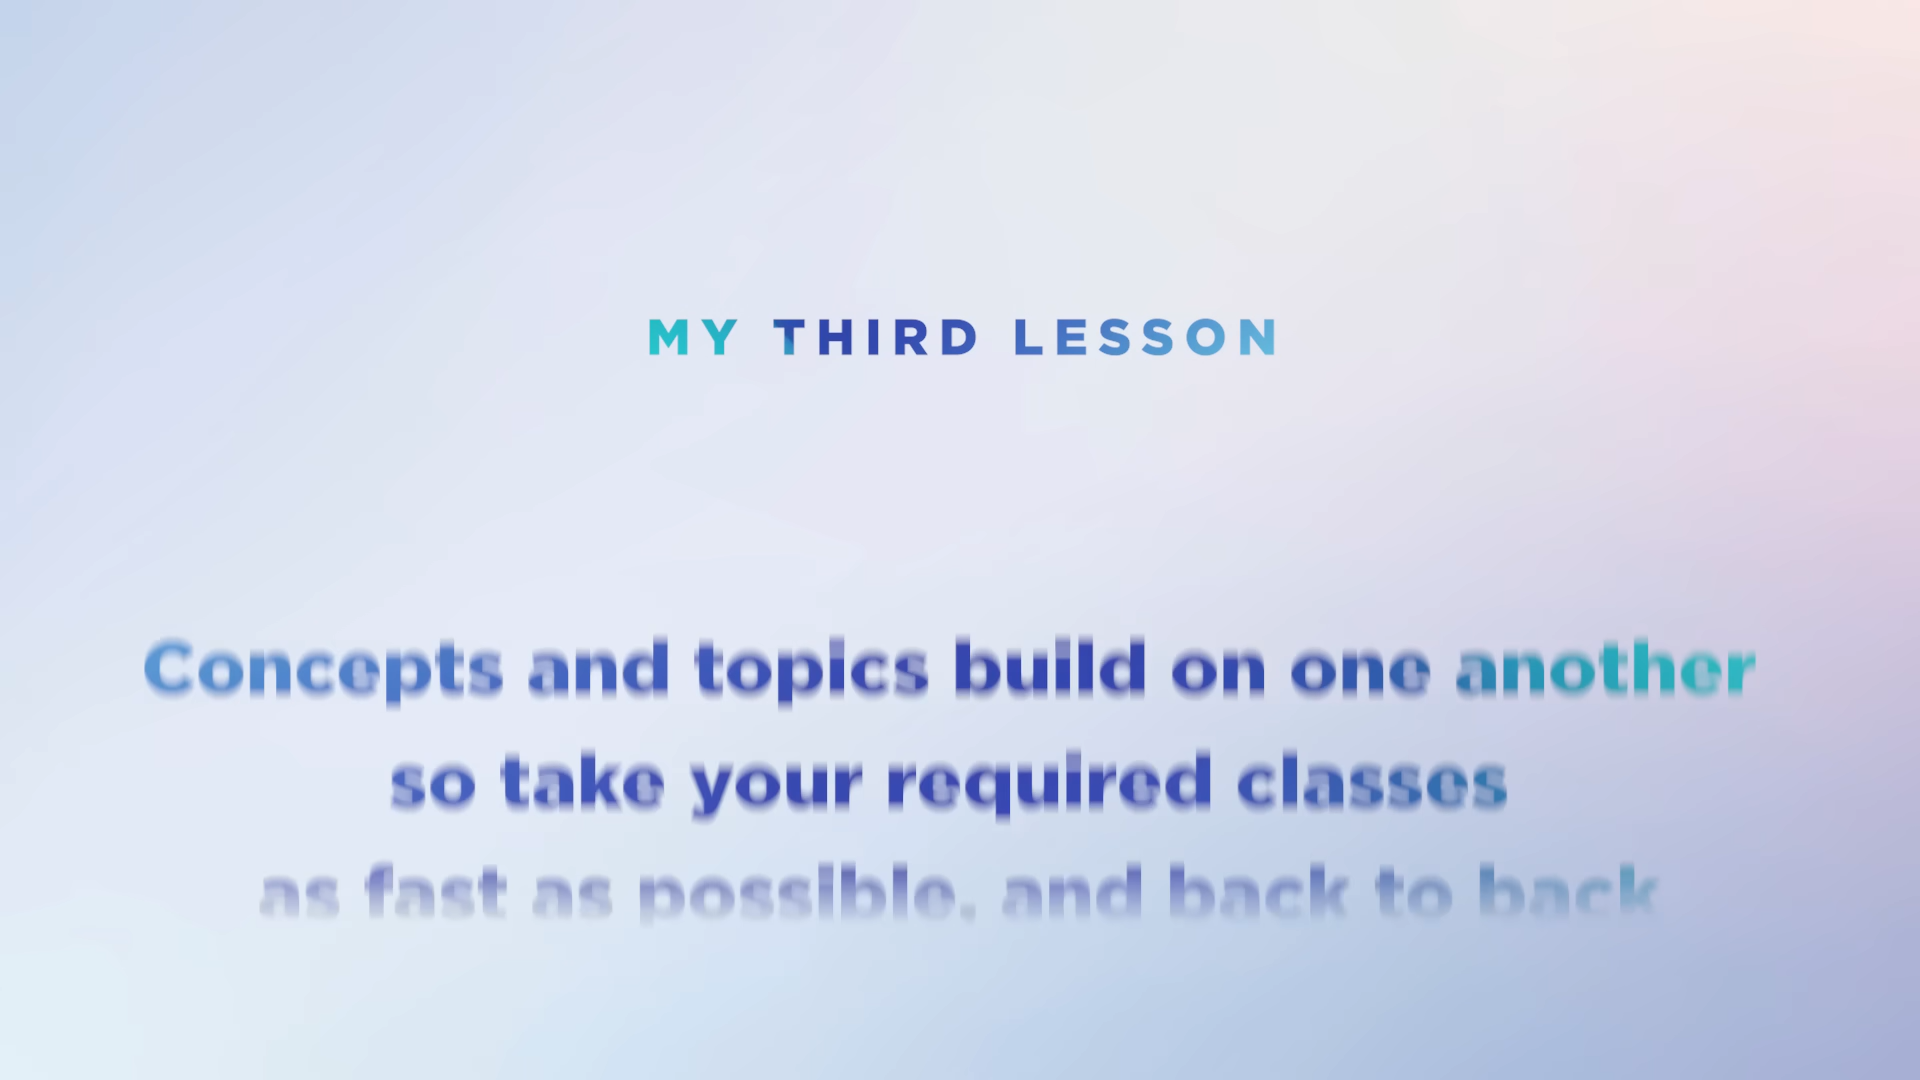 MY THIRD LESSON
Concepts and topics build on one another
so take your required classes
as fast as possible, and back to back